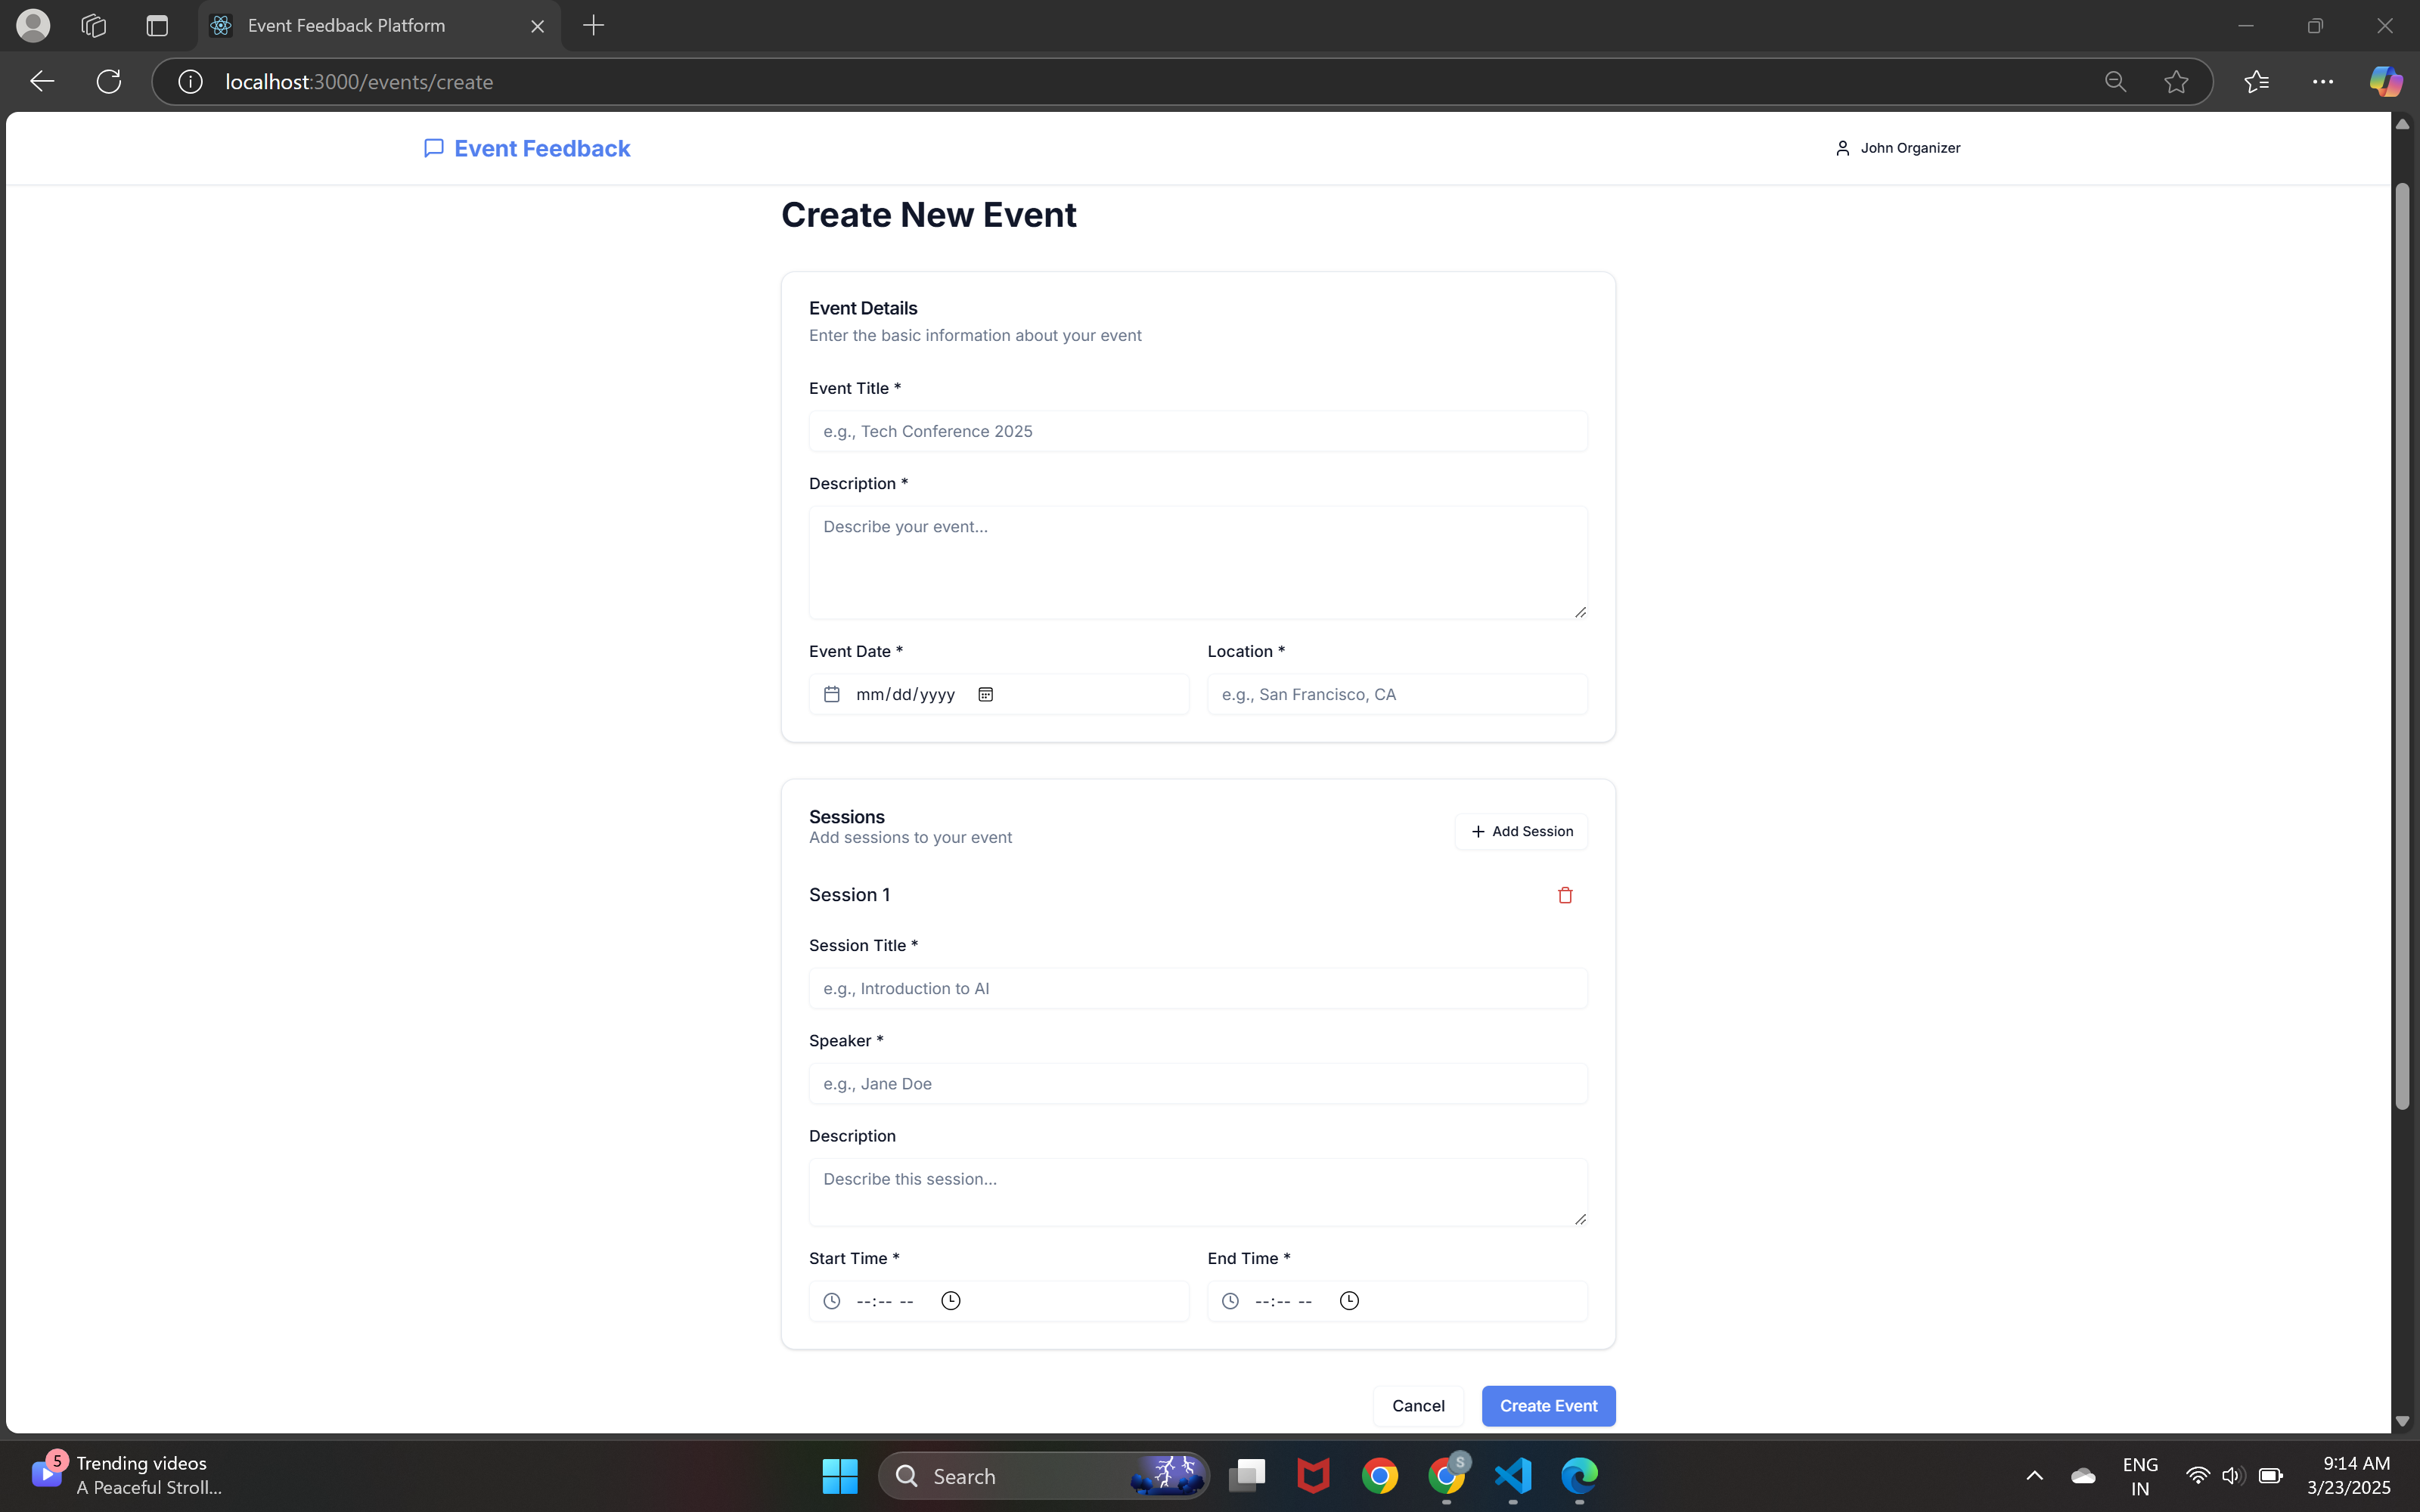 Event Feedback Platform
localhost:3000/events/create
Event Feedback
John Organizer
Create New Event
Event Details
Enter the basic information about your event
Event Title *
e.g., Tech Conference 2025
Description *
Describe your event...
Event Date *
Location *
mm/dd/yyyy
e.g., San Francisco, CA
Sessions
Add sessions to your event
+ Add Session
Session 1
Session Title *
e.g., Introduction to AI
Speaker *
e.g., Jane Doe
Description
Describe this session...
Start Time *
End Time *
--:-- --
--:-- --
Cancel
Create Event
5
Trending videos
A Peaceful Stroll...
Search
S
ENG
IN
9:14 AM
3/23/2025